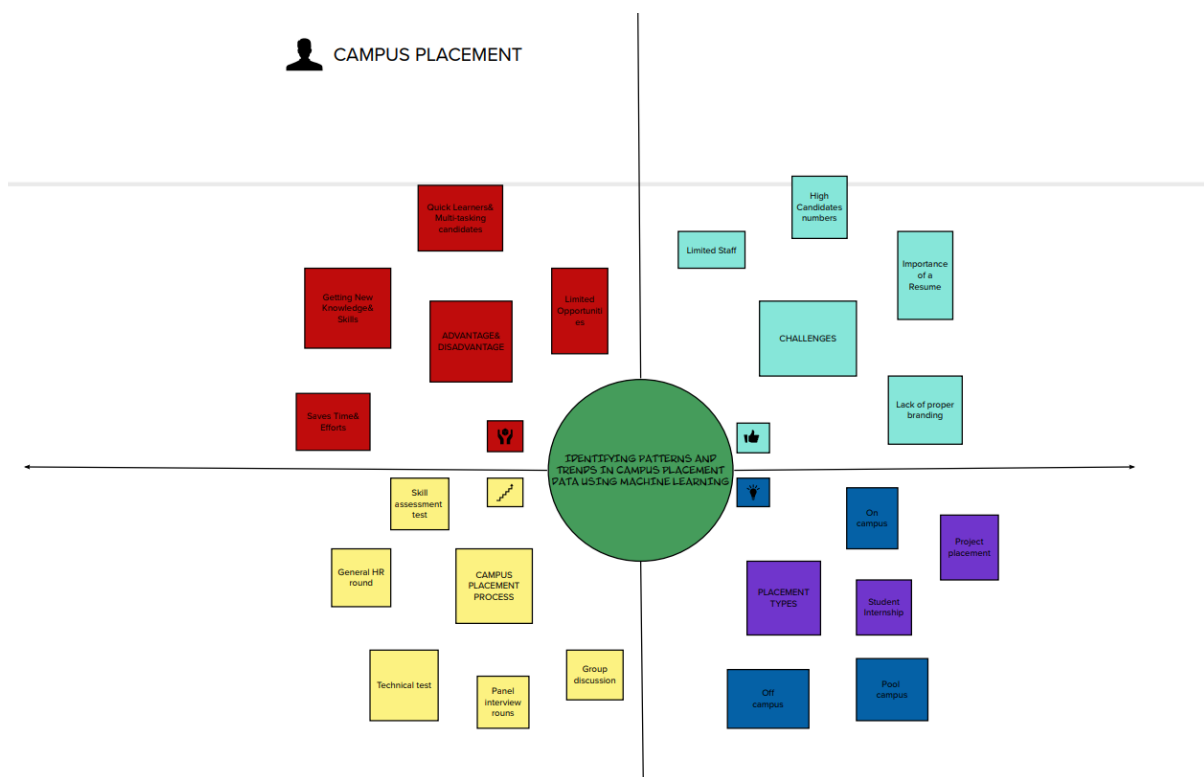 CAMPUS PLACEMENT
Quick Learners&
Multi-tasking
candidates
Getting New
Knowledge&
Skills
ADVANTAGE&
DISADVANTAGE
Limited
Opportuniti
es
Saves Time&
Efforts
High
Candidates
numbers
Limited Staff
Importance
of a
Resume
CHALLENGES
Lack of proper
branding
IDENTIFYING PATTERNS AND
TRENDS IN CAMPUS PLACEMENT
DATA USING MACHINE LEARNING
Skill
assessment
test
General HR
round
CAMPUS
PLACEMENT
PROCESS
Technical test
Panel
interview
rouns
Group
discussion
On
campus
Project
placement
PLACEMENT
TYPES
Student
Internship
Off
campus
Pool
campus